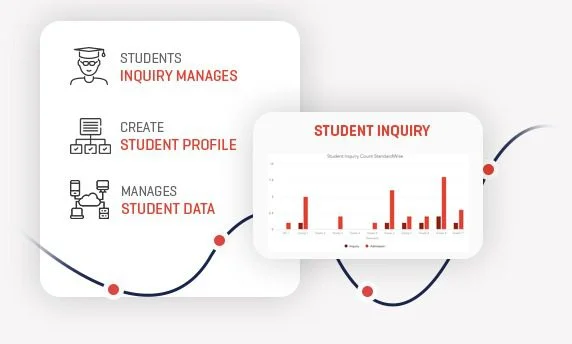 STUDENTS
INQUIRY MANAGES
CREATE
STUDENT PROFILE
MANAGES
STUDENT DATA
STUDENT INQUIRY
Student Inquiry Count StandardWise
Inquiry
Admission